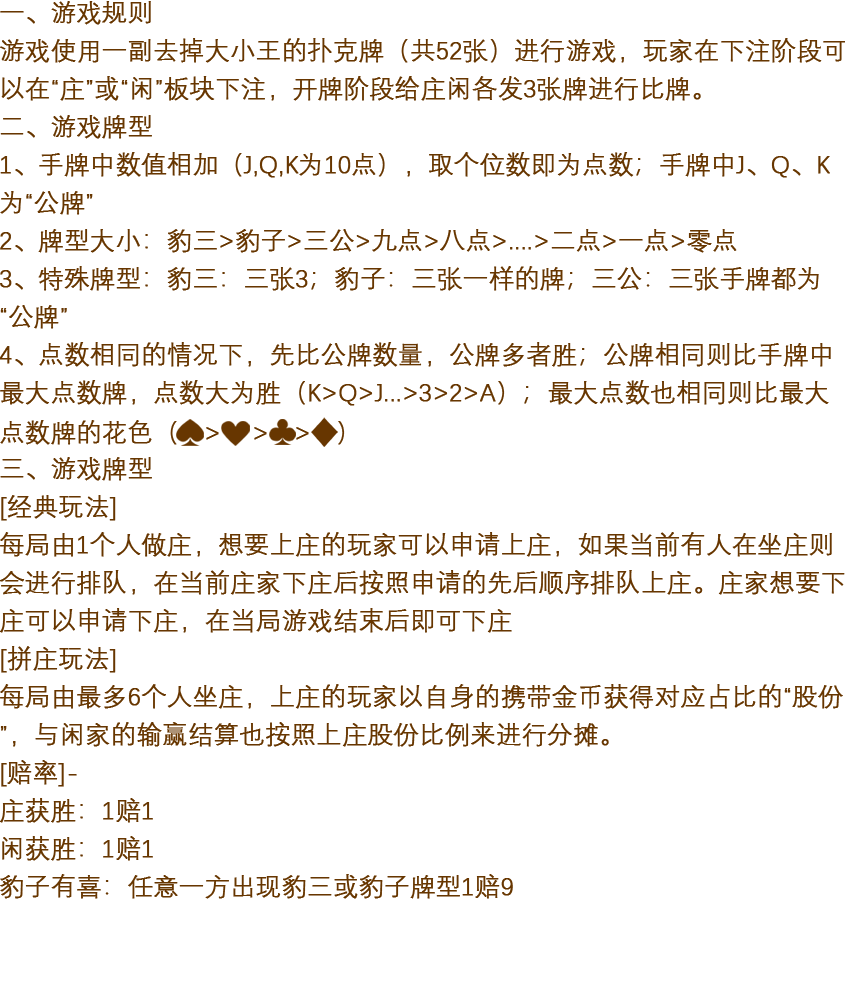 一、游戏规则
游戏使用一副去掉大小王的扑克牌（共52张）进行游戏，玩家在下注阶段可
以在“庄”或“闲”板块下注，开牌阶段给庄闲各发3张牌进行比牌。
二、游戏牌型
1、手牌中数值相加（J,Q,K为10点），取个位数即为点数；手牌中J、Q、K
为“公牌”
2、牌型大小：豹三>豹子>三公>九点>八点>....>二点>一点>零点
3、特殊牌型：豹三：三张3；豹子：三张一样的牌；三公：三张手牌都为
“公牌”
4、点数相同的情况下，先比公牌数量，公牌多者胜；公牌相同则比手牌中
最大点数牌，点数大为胜（K>Q>J...>3>2>A）；最大点数也相同则比最大
点数牌的花色（♠>♥>♣>♦）
三、游戏牌型
[经典玩法]
每局由1个人做庄，想要上庄的玩家可以申请上庄，如果当前有人在坐庄则
会进行排队，在当前庄家下庄后按照申请的先后顺序排队上庄。庄家想要下
庄可以申请下庄，在当局游戏结束后即可下庄
[拼庄玩法]
每局由最多6个人坐庄，上庄的玩家以自身的携带金币获得对应占比的“股份
”，与闲家的输赢结算也按照上庄股份比例来进行分摊。
[赔率]-
庄获胜：1赔1
闲获胜：1赔1
豹子有喜：任意一方出现豹三或豹子牌型1赔9